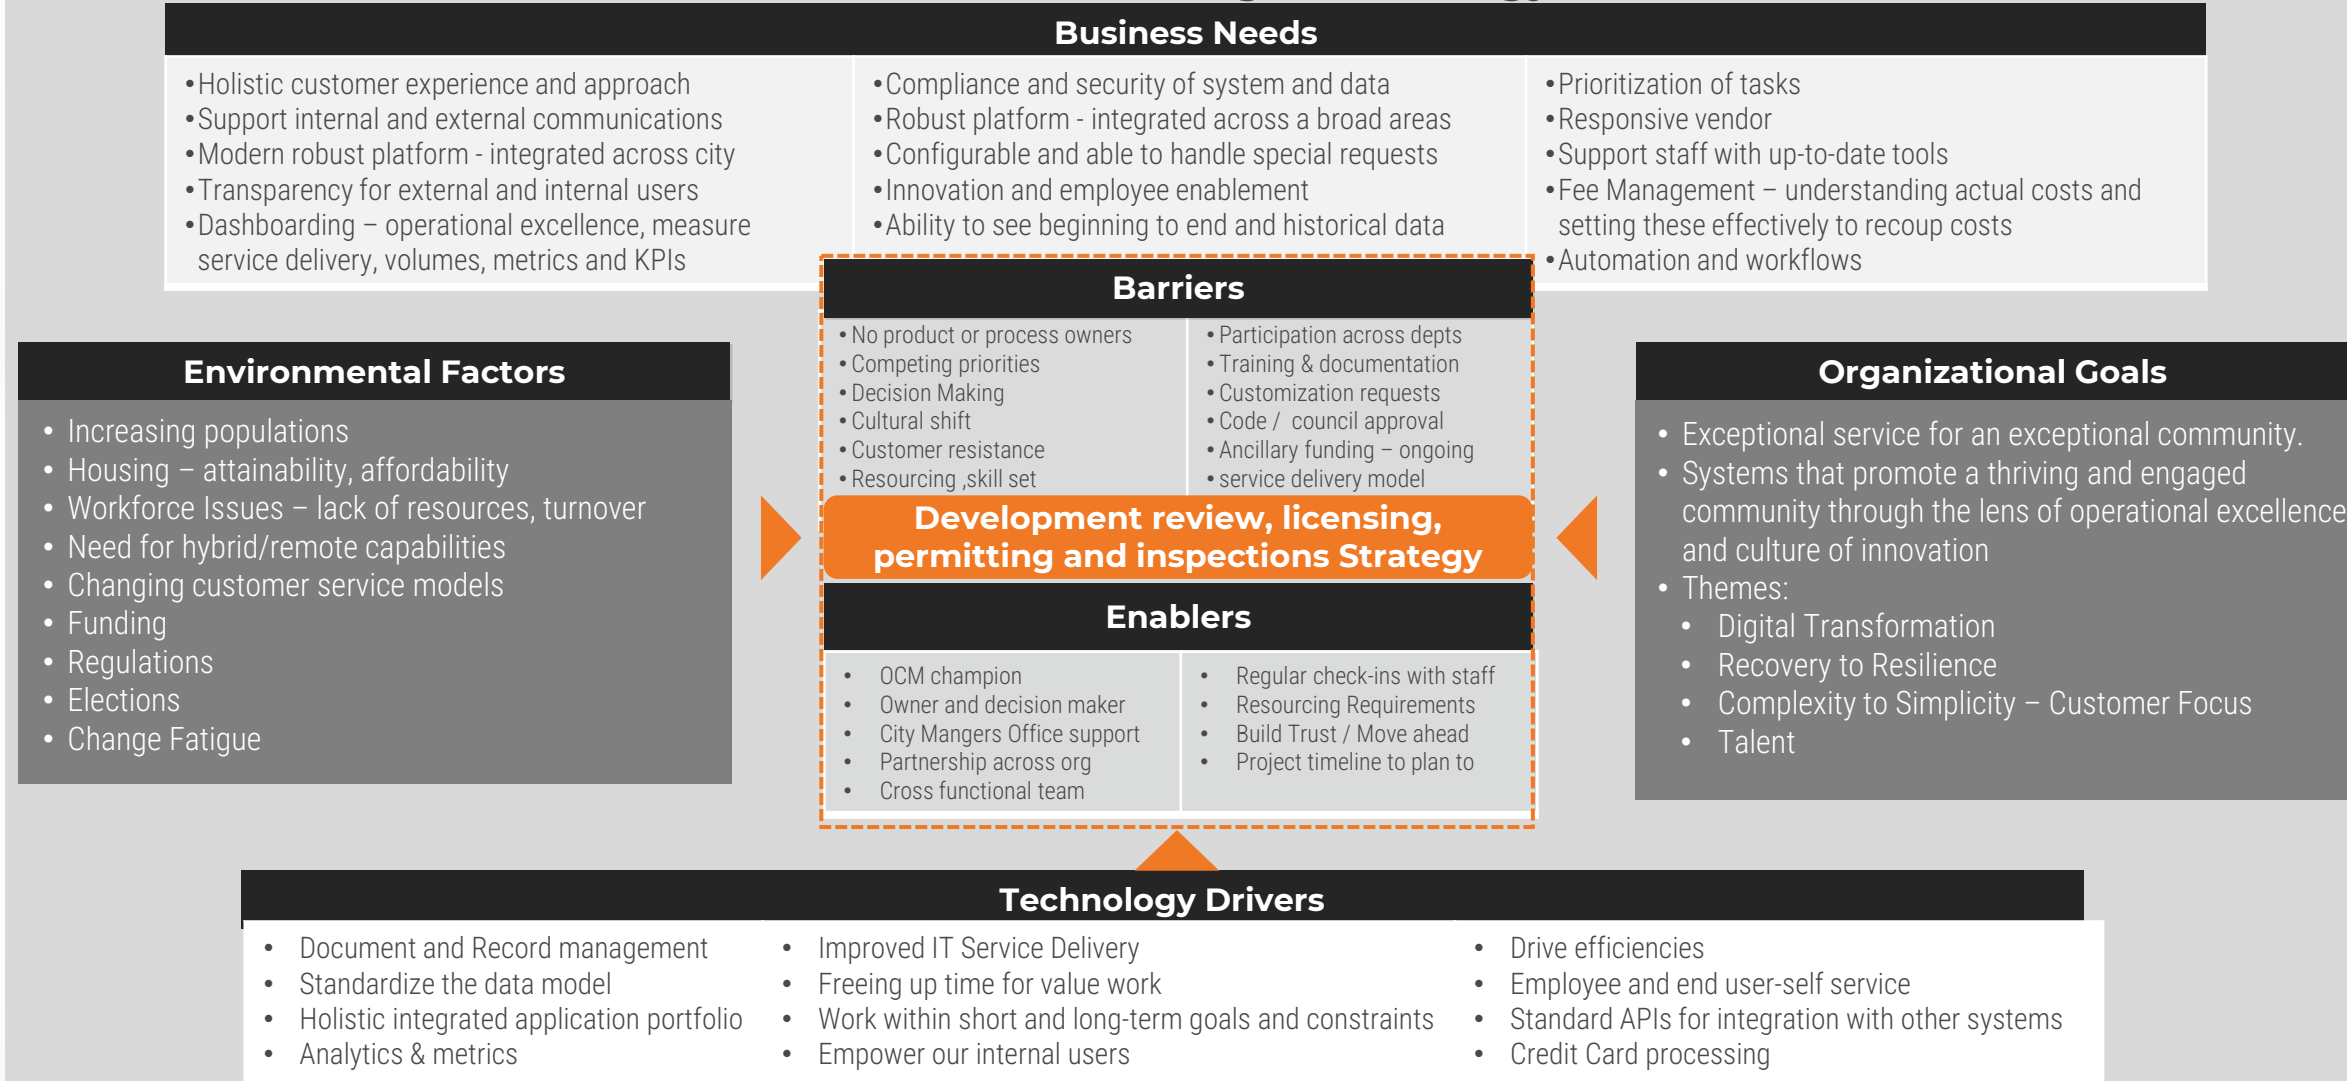 Business Needs
•Holistic customer experience and approach
•Support internal and external communications
•Modern robust platform - integrated across city
•Transparency for external and internal users
•Dashboarding – operational excellence, measure
service delivery, volumes, metrics and KPIs
•Compliance and security of system and data
•Robust platform - integrated across a broad areas
•Configurable and able to handle special requests
•Innovation and employee enablement
•Ability to see beginning to end and historical data
•Prioritization of tasks
•Responsive vendor
•Support staff with up-to-date tools
•Fee Management – understanding actual costs and
setting these effectively to recoup costs
•Automation and workflows
Barriers
•No product or process owners
•Competing priorities
•Decision Making
•Cultural shift
•Customer resistance
•Resourcing ,skill set
•Participation across depts
•Training & documentation
•Customization requests
•Code / council approval
•Ancillary funding – ongoing
•service delivery model
Environmental Factors
• Increasing populations
• Housing – attainability, affordability
• Workforce Issues – lack of resources, turnover
• Need for hybrid/remote capabilities
• Changing customer service models
• Funding
• Regulations
• Elections
• Change Fatigue
Development review, licensing,
permitting and inspections Strategy
Organizational Goals
• Exceptional service for an exceptional community.
• Systems that promote a thriving and engaged
community through the lens of operational excellence
and culture of innovation
• Themes:
• Digital Transformation
• Recovery to Resilience
• Complexity to Simplicity – Customer Focus
• Talent
Enablers
• OCM champion
• Owner and decision maker
• City Mangers Office support
• Partnership across org
• Cross functional team
• Regular check-ins with staff
• Resourcing Requirements
• Build Trust / Move ahead
• Project timeline to plan to
Technology Drivers
• Document and Record management
• Standardize the data model
• Holistic integrated application portfolio
• Analytics & metrics
• Improved IT Service Delivery
• Freeing up time for value work
• Work within short and long-term goals and constraints
• Empower our internal users
• Drive efficiencies
• Employee and end user-self service
• Standard APIs for integration with other systems
• Credit Card processing